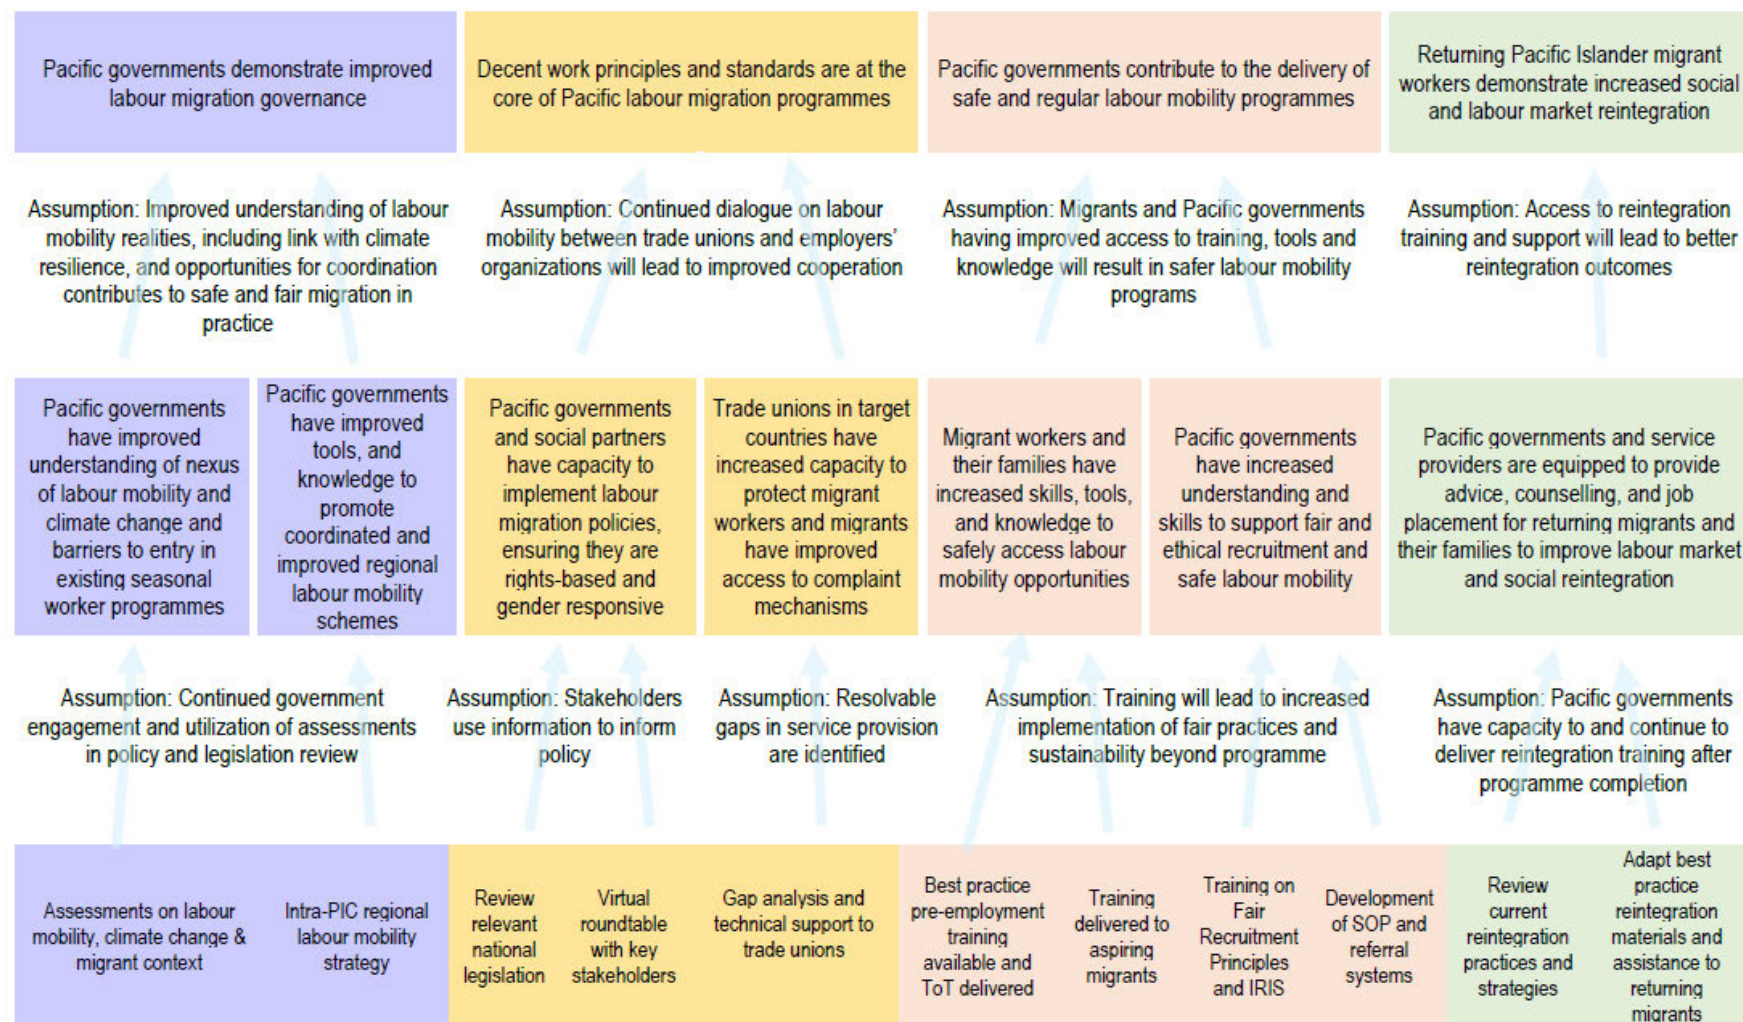 Pacific governments demonstrate improved
labour migration governance
Decent work principles and standards are at the
core of Pacific labour migration programmes
Pacific governments contribute to the delivery of
safe and regular labour mobility programmes
Returning Pacific Islander migrant
workers demonstrate increased social
and labour market reintegration
Assumption: Improved understanding of labour
mobility realities, including link with climate
resilience, and opportunities for coordination
contributes to safe and fair migration in
practice
Assumption: Continued dialogue on labour
mobility between trade unions and employers'
organizations will lead to improved cooperation
Assumption: Migrants and Pacific governments
having improved access to training, tools and
knowledge will result in safer labour mobility
programs
Assumption: Access to reintegration
training and support will lead to better
reintegration outcomes
Pacific governments
have improved
understanding of nexus
of labour mobility and
climate change and
barriers to entry in
existing seasonal
worker programmes
Pacific governments
have improved
tools, and
knowledge to
promote
coordinated and
improved regional
labour mobility
schemes
Pacific governments
and social partners
have capacity to
implement labour
migration policies,
ensuring they are
rights-based and
gender responsive
Trade unions in target
countries have
increased capacity to
protect migrant
workers and migrants
have improved
access to complaint
mechanisms
Migrant workers and
their families have
increased skills, tools,
and knowledge to
safely access labour
mobility opportunities
Pacific governments
have increased
understanding and
skills to support fair and
ethical recruitment and
safe labour mobility
Pacific governments and service
providers are equipped to provide
advice, counselling, and job
placement for returning migrants and
their families to improve labour market
and social reintegration
Assumption: Continued government
engagement and utilization of assessments
in policy and legislation review
Assumption: Stakeholders
use information to inform
policy
Assumption: Resolvable
gaps in service provision
are identified
Assumption: Training will lead to increased
implementation of fair practices and
sustainability beyond programme
Assumption: Pacific governments
have capacity to and continue to
deliver reintegration training after
programme completion
Assessments on labour
mobility, climate change &
migrant context
Intra-PIC regional
labour mobility
strategy
Review
relevant
national
legislation
Virtual
roundtable
with key
stakeholders
Gap analysis and
technical support to
trade unions
Best practice
pre-employment
training
available and
ToT delivered
Training
delivered to
aspiring
migrants
Training on
Fair
Recruitment
Principles
and IRIS
Development
of SOP and
referral
systems
Review
current
reintegration
practices and
strategies
Adapt best
practice
reintegration
materials and
assistance to
returning
migrants